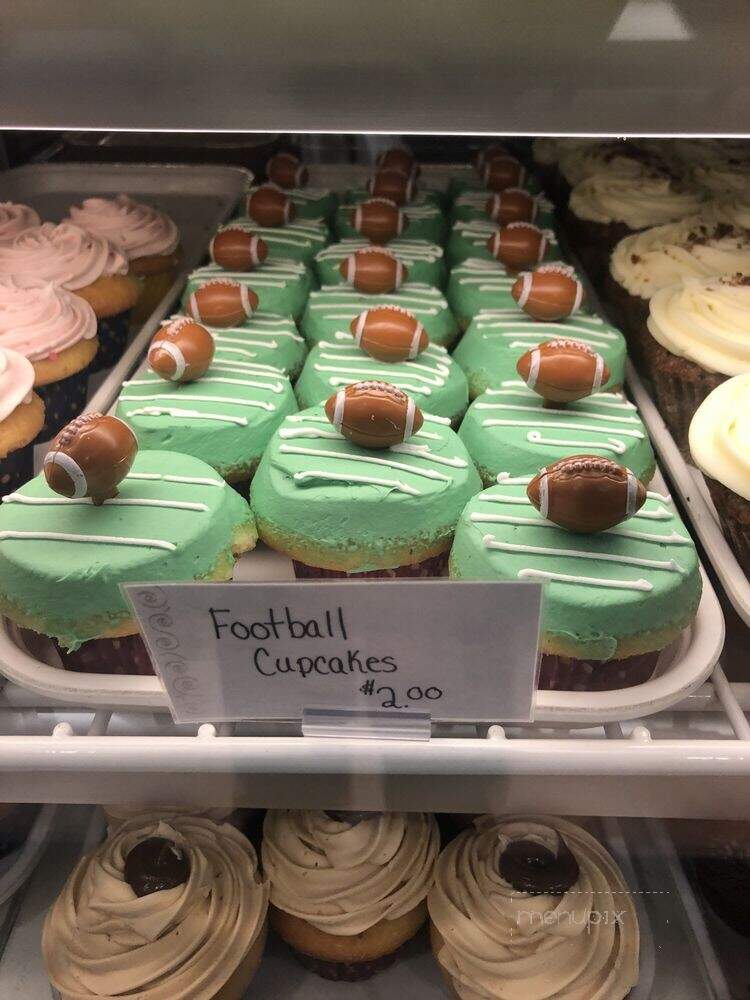 Football
Cupcakes
#2.00
menupix